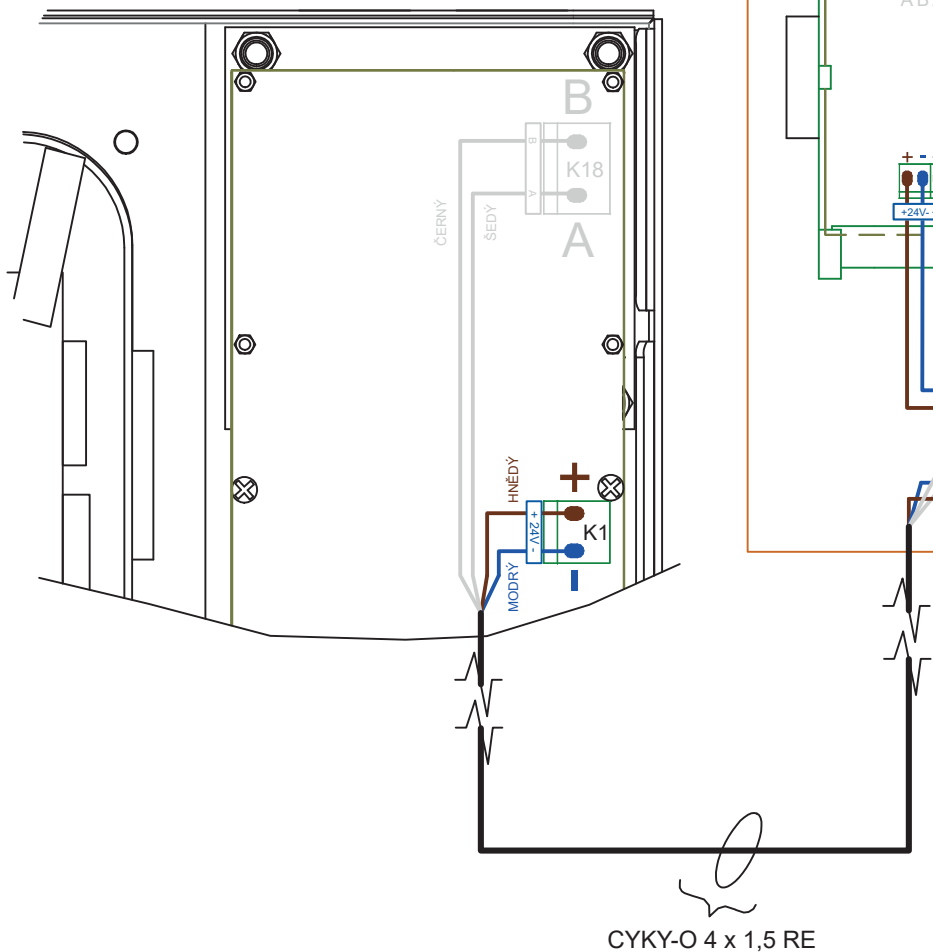 A B
B
B
K18
A
A
ČERNÝ
ŠEDÝ
+ -
+24V-
HNĚDÝ
+
+ 24V -
K1
-
MODRÝ
CYKY-O 4 x 1,5 RE